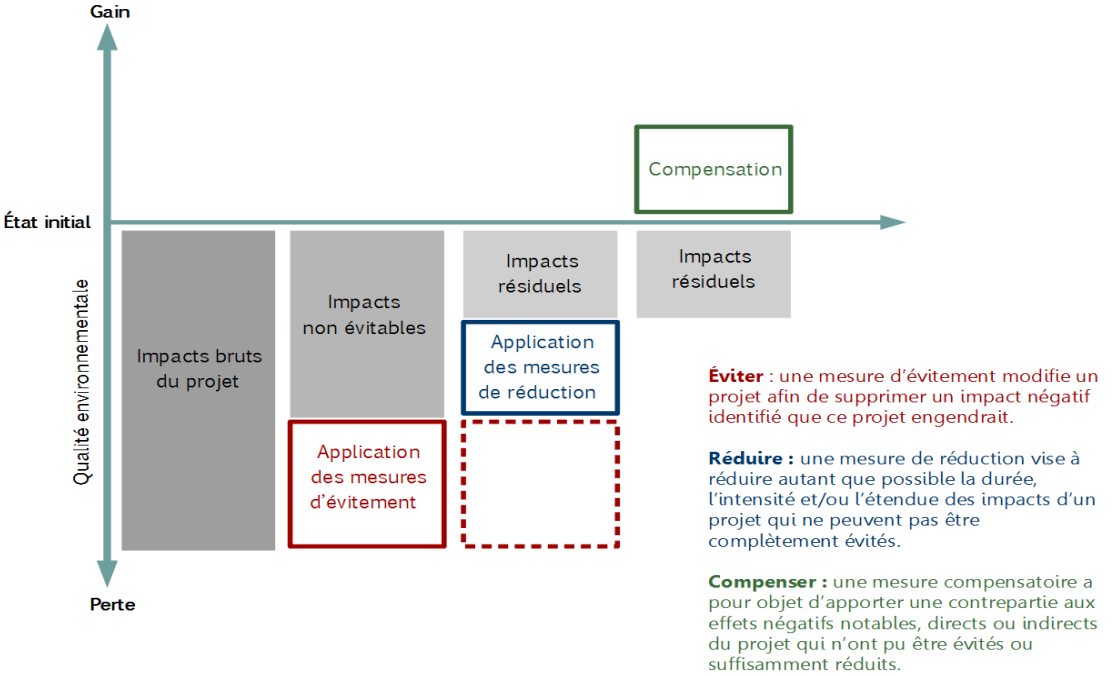 Gain
Compensation
État initial
Qualité environnementale
Impacts bruts
du projet
Impacts
non évitables
Application
des mesures
d’évitement
Impacts
résiduels
Application
des mesures
de réduction
Impacts
résiduels
Perte
Éviter : une mesure d’évitement modifie un
projet afin de supprimer un impact négatif
identifié que ce projet engendrait.
Réduire : une mesure de réduction vise à
réduire autant que possible la durée,
l’intensité et/ou l’étendue des impacts d’un
projet qui ne peuvent pas être
complètement évités.
Compenser : une mesure compensatoire a
pour objet d’apporter une contrepartie aux
effets négatifs notables, directs ou indirects
du projet qui n’ont pu être évités ou
suffisamment réduits.